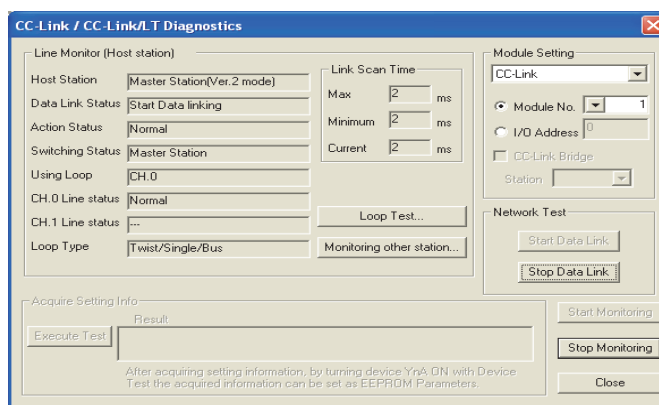 CC-Link / CC-Link/LT Diagnostics
Line Monitor (Host station)
Host Station Master Station(Ver.2 mode)
Data Link Status Start Data linking
Action Status Normal
Switching Status Master Station
Using Loop CH.0
CH.0 Line status Normal
CH.1 Line status ---
Loop Type Twist/Single/Bus
Link Scan Time
Max 2 ms
Minimum 2 ms
Current 2 ms
Loop Test...
Monitoring other station...
Module Setting
CC-Link
Module No. 1
I/O Address 0
CC-Link Bridge
Station
Network Test
Start Data Link
Stop Data Link
Acquire Setting Info
Execute Test
Result
After acquiring setting information, by turning device YnA ON with Device
Test the acquired information can be set as EEPROM Parameters.
Start Monitoring
Stop Monitoring
Close